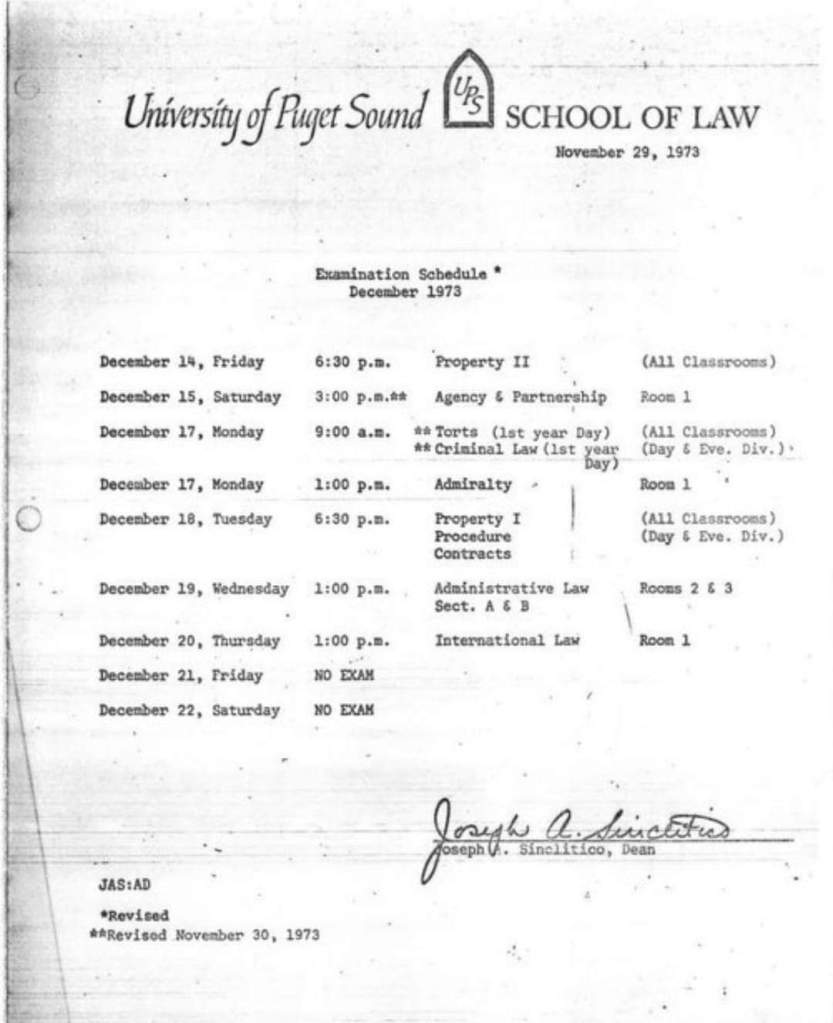 University of Puget Sound UPS SCHOOL OF LAW
November 29, 1973
Examination Schedule *
December 1973
December 14, Friday 6:30 p.m. Property II (All Classrooms)
December 15, Saturday 3:00 p.m.** Agency & Partnership Room 1
December 17, Monday 9:00 a.m. **Torts (1st year Day) (All Classrooms)
**Criminal Law (1st year (Day & Eve. Div.)
Day)
December 17, Monday 1:00 p.m. Admiralty Room 1
December 18, Tuesday 6:30 p.m. Property I (All Classrooms)
Procedure (Day & Eve. Div.)
Contracts
December 19, Wednesday 1:00 p.m. Administrative Law Rooms 2 & 3
Sect. A & B
December 20, Thursday 1:00 p.m. International Law Room 1
December 21, Friday NO EXAM
December 22, Saturday NO EXAM
Joseph A. Sinclitico
Joseph A. Sinclitico, Dean
JAS:AD
*Revised
**Revised November 30, 1973